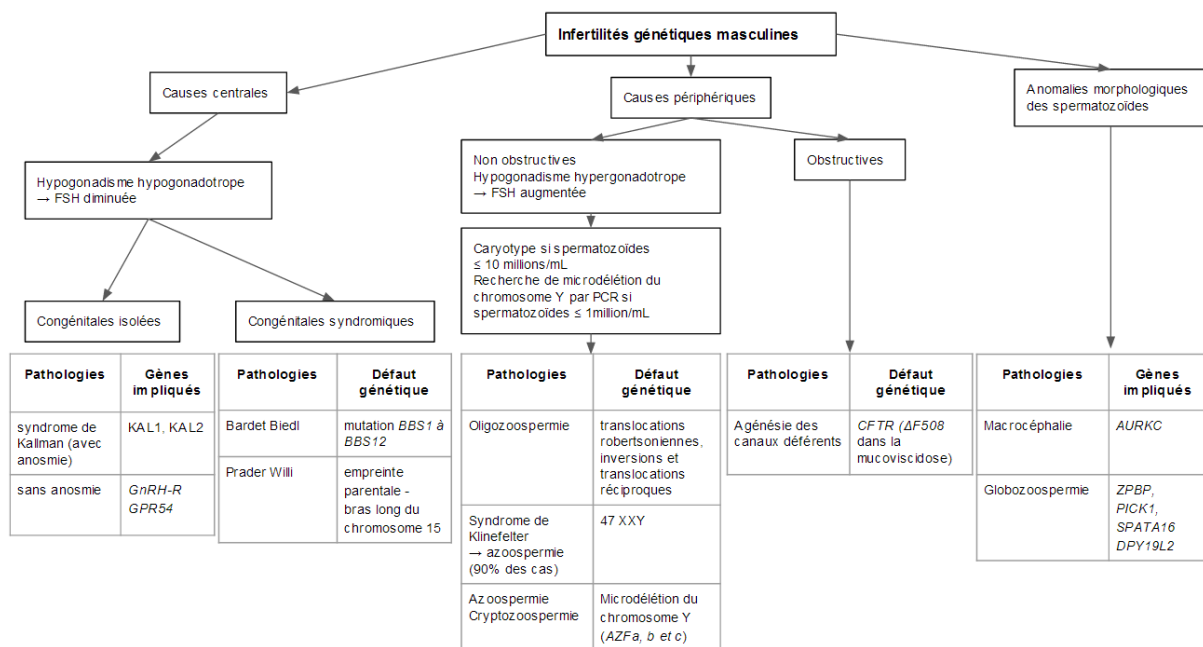 Infertilités génétiques masculines
Causes centrales
Causes périphériques
Anomalies morphologiques
des spermatozoïdes
Hypogonadisme hypogonadotrope
→ FSH diminuée
Non obstructives
Hypogonadisme hypergonadotrope
→ FSH augmentée
Obstructives
Caryotype si spermatozoïdes
≤ 10 millions/mL
Recherche de microdélétion du
chromosome Y par PCR si
spermatozoïdes ≤ 1million/mL
Congénitales isolées
Congénitales syndromiques
Pathologies
Gènes
impliqués
syndrome de
Kallman (avec
anosmie)
KAL1, KAL2
sans anosmie
GnRH-R
GPR54
Pathologies
Défaut
génétique
Bardet Biedl
mutation BBS1 à
BBS12
Prader Willi
empreinte
parentale -
bras long du
chromosome 15
Pathologies
Défaut
génétique
Oligozoospermie
translocations
robertsoniennes,
inversions et
translocations
réciproques
Syndrome de
Klinefelter
→ azoospermie
(90% des cas)
47 XXY
Azoospermie
Cryptozoospermie
Microdélétion du
chromosome Y
(AZFa, b et c)
Pathologies
Défaut
génétique
Agénésie des
canaux déférents
CFTR (ΔF508
dans la
mucoviscidose)
Pathologies
Gènes
impliqués
Macrocéphalie
AURKC
Globozoospermie
ZPBP,
PICK1,
SPATA16
DPY19L2